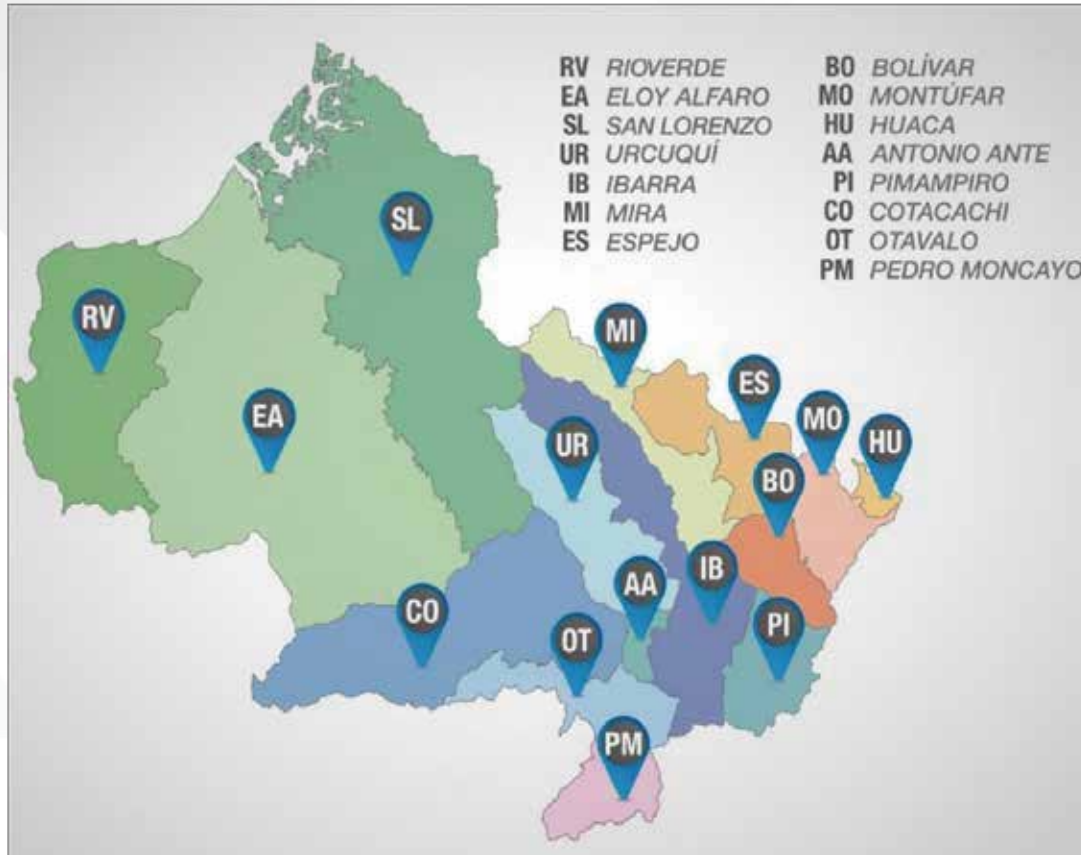 RV RIOVERDE
EA ELOY ALFARO
SL SAN LORENZO
UR URCUQUÍ
IB IBARRA
MI MIRA
ES ESPEJO
BO BOLÍVAR
MO MONTÚFAR
HU HUACA
AA ANTONIO ANTE
PI PIMAMPIRO
CO COTACACHI
OT OTAVALO
PM PEDRO MONCAYO
SL
RV
MI
ES
EA
MO
UR
HU
BO
IB
AA
CO
PI
OT
PM